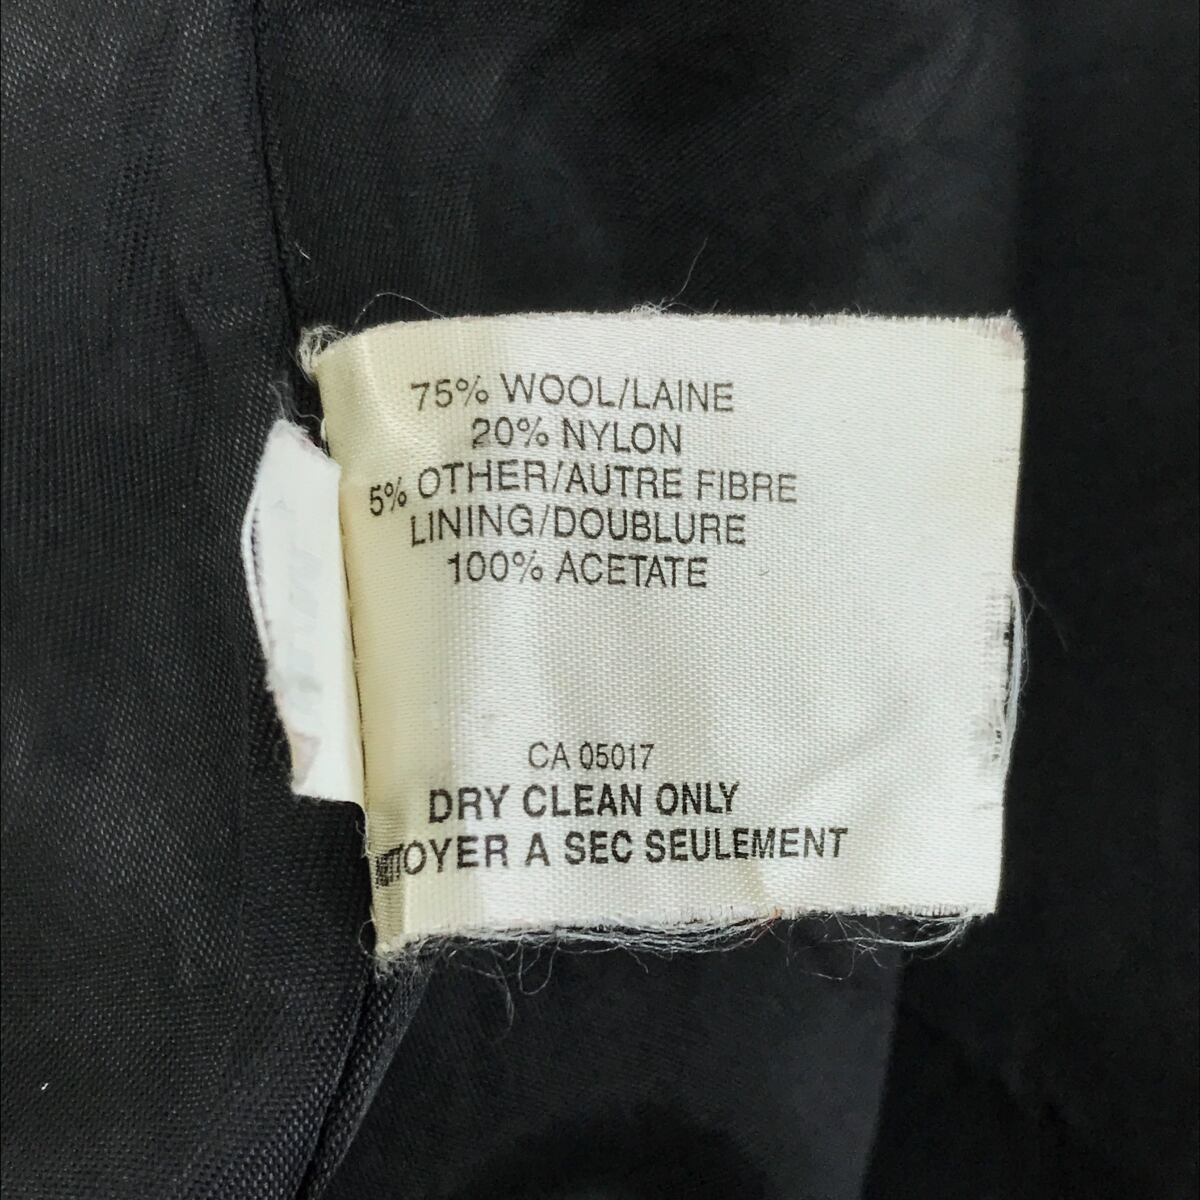 75% WOOL/LAINE
20% NYLON
5% OTHER/AUTRE FIBRE
LINING/DOUBLURE
100% ACETATE
CA 05017
DRY CLEAN ONLY
NETTOYER A SEC SEULEMENT